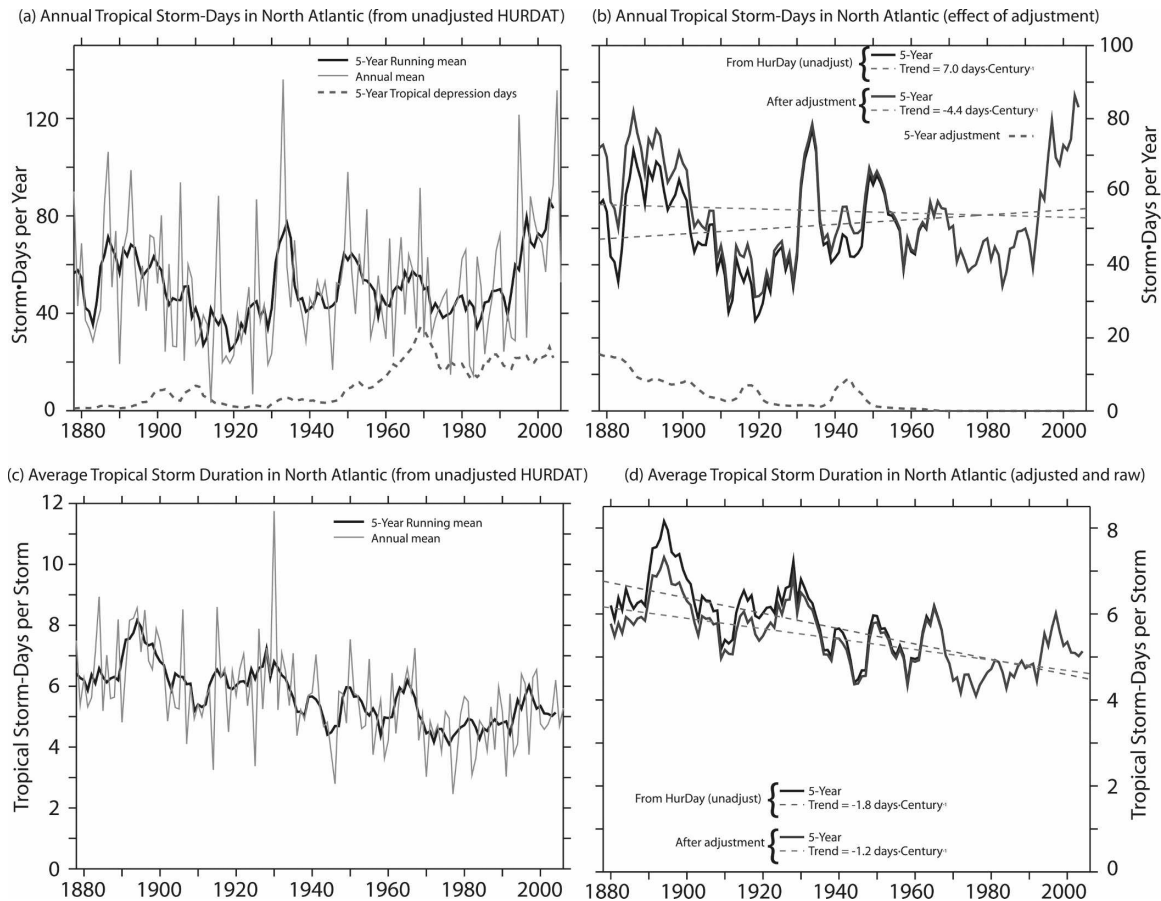 (a) Annual Tropical Storm-Days in North Atlantic (from unadjusted HURDAT)
5-Year Running mean
Annual mean
5-Year Tropical depression days
Storm•Days per Year
120
80
40
0
1880 1900 1920 1940 1960 1980 2000
(b) Annual Tropical Storm-Days in North Atlantic (effect of adjustment)
From HurDay (unadjust)
5-Year
Trend = 7.0 days·Century⁻¹
After adjustment
5-Year
Trend = -4.4 days·Century⁻¹
5-Year adjustment
100
80
60
40
20
0
Storm•Days per Year
1880 1900 1920 1940 1960 1980 2000
(c) Average Tropical Storm Duration in North Atlantic (from unadjusted HURDAT)
5-Year Running mean
Annual mean
Tropical Storm-Days per Storm
12
10
8
6
4
2
0
1880 1900 1920 1940 1960 1980 2000
(d) Average Tropical Storm Duration in North Atlantic (adjusted and raw)
From HurDay (unadjust)
5-Year
Trend = -1.8 days·Century⁻¹
After adjustment
5-Year
Trend = -1.2 days·Century⁻¹
8
6
4
2
0
Tropical Storm-Days per Storm
1880 1900 1920 1940 1960 1980 2000